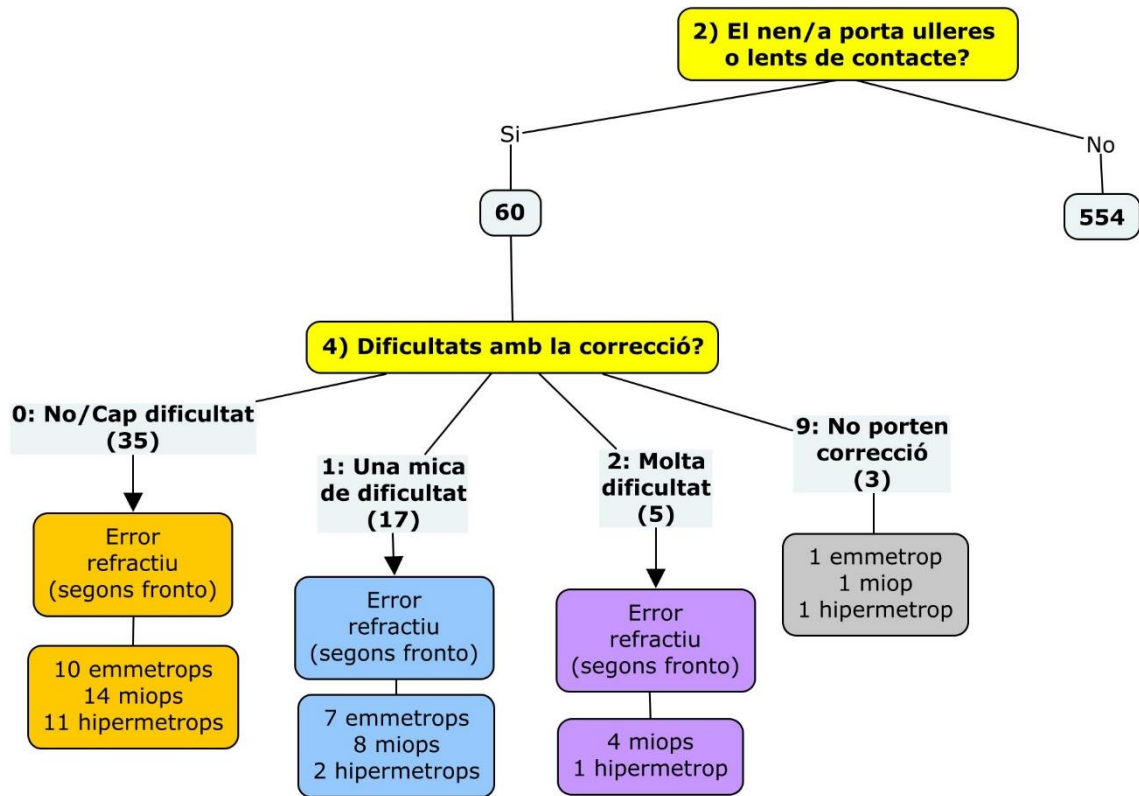 2) El nen/a porta ulleres
o lents de contacte?
Si
No
60
554
4) Dificultats amb la correcció?
0: No/Cap dificultat
(35)
1: Una mica
de dificultat
(17)
2: Molta
dificultat
(5)
9: No porten
correcció
(3)
Error
refractiu
(segons fronto)
10 emmetrops
14 miops
11 hipermetrops
Error
refractiu
(segons fronto)
7 emmetrops
8 miops
2 hipermetrops
Error
refractiu
(segons fronto)
4 miops
1 hipermetrop
1 emmetrop
1 miop
1 hipermetrop